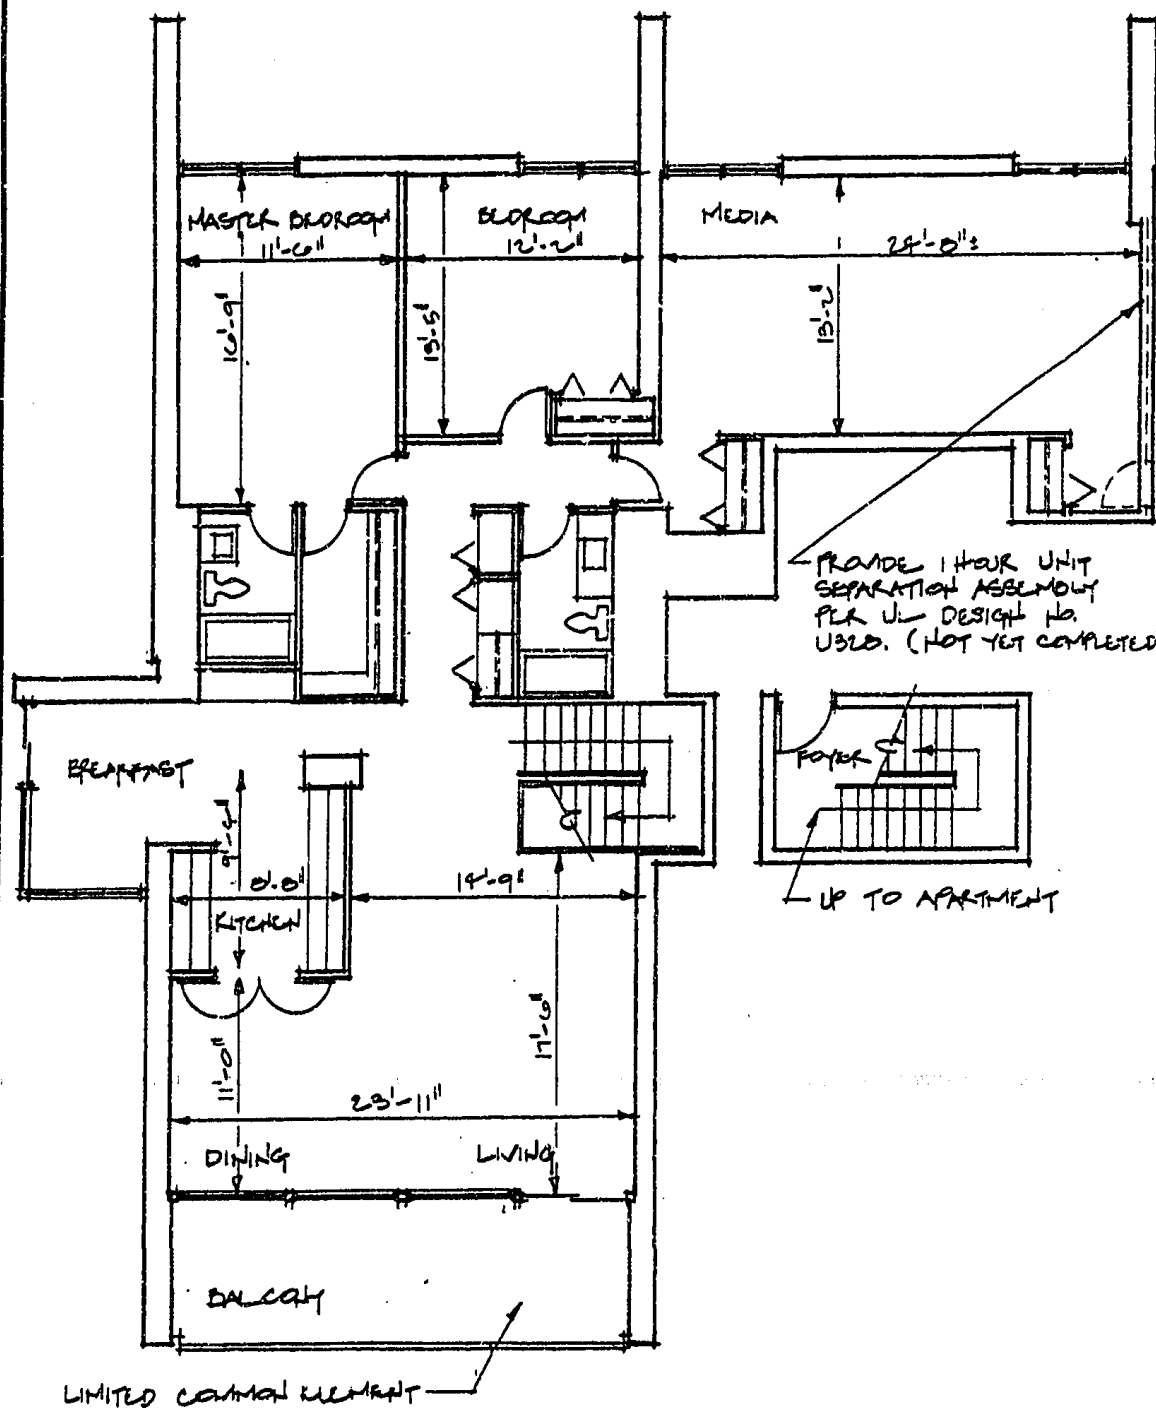 MASTER BEDROOM
11'-6"
BEDROOM
12'-2"
MEDIA
24'-8"±
16'-9"
13'-5"
13'-2"
PROVIDE 1 HOUR UNIT
SEPARATION ASSEMBLY
PER UL DESIGN NO.
U328. (NOT YET COMPLETED
BREAKFAST
FOYER
9'-4"
8'-8"
14'-9"
KITCHEN
UP TO APARTMENT
17'-6"
11'-0"
23'-11"
DINING
LIVING
BALCONY
LIMITED COMMON ELEMENT